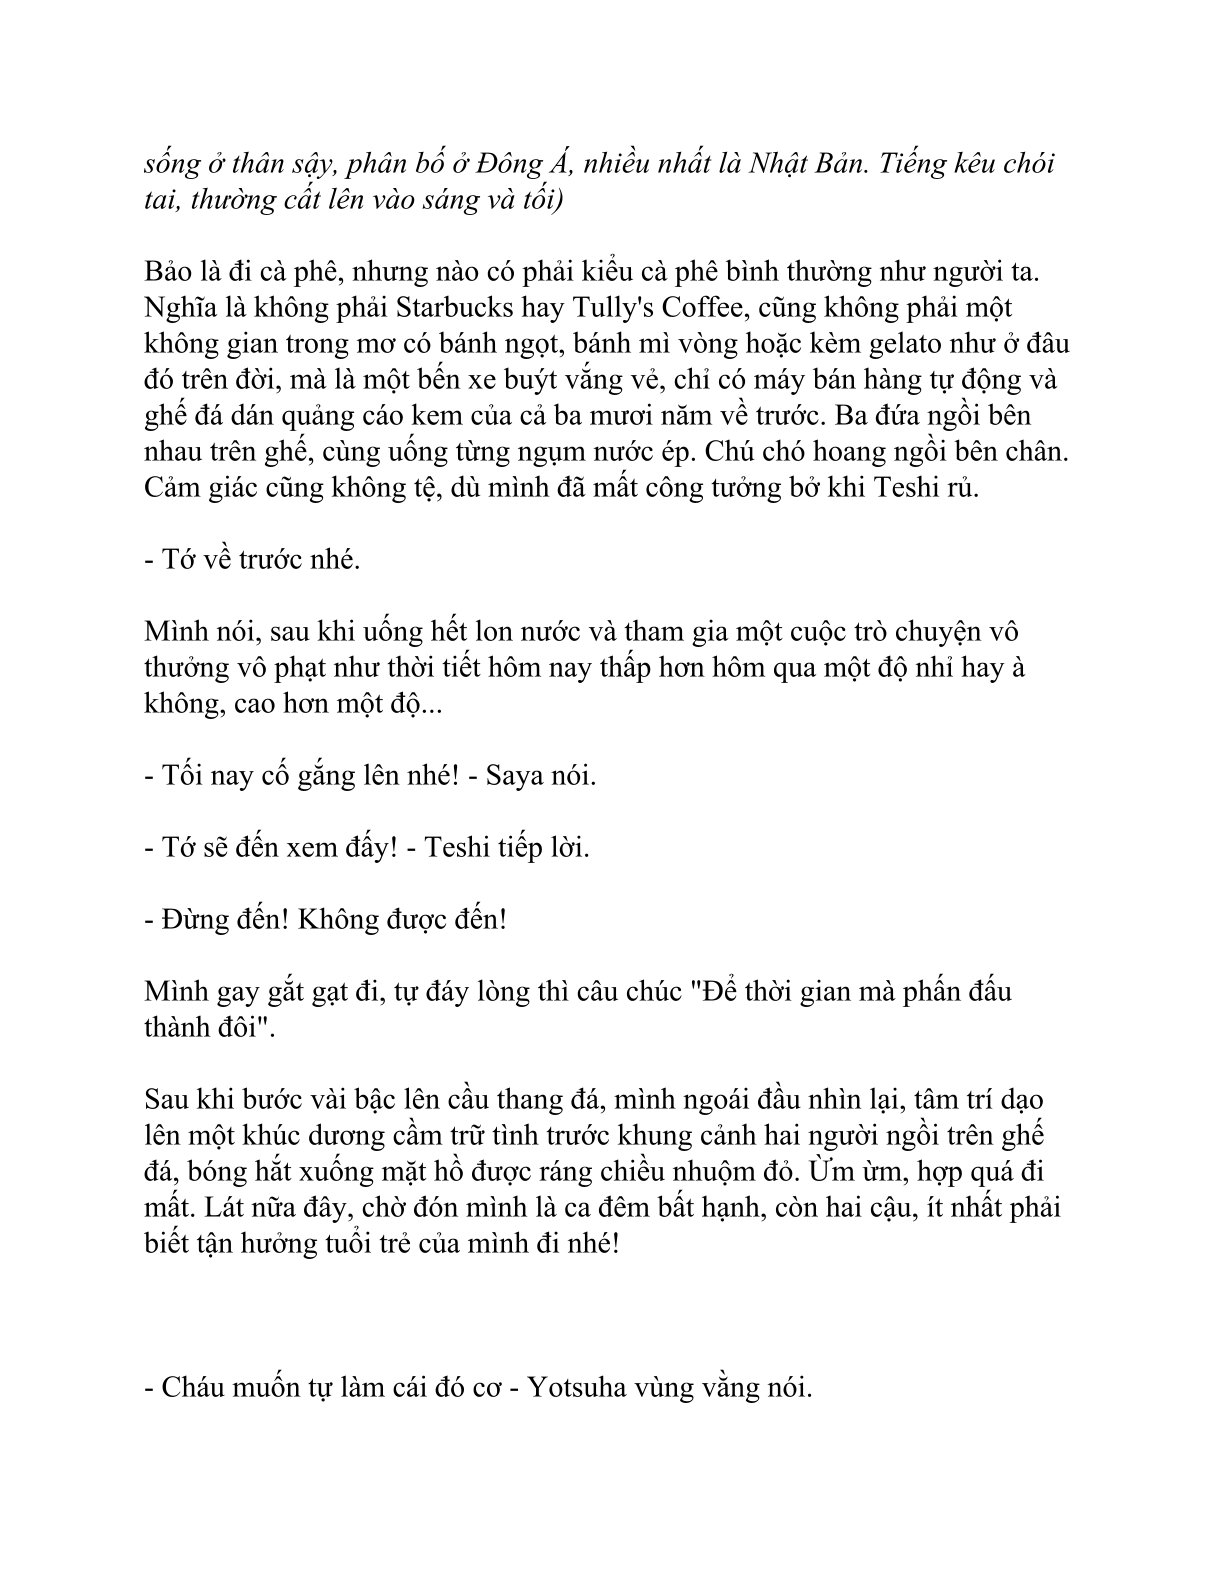 sống ở thân sậy, phân bố ở Đông Á, nhiều nhất là Nhật Bản. Tiếng kêu chói
tai, thường cất lên vào sáng và tối)
Bảo là đi cà phê, nhưng nào có phải kiểu cà phê bình thường như người ta.
Nghĩa là không phải Starbucks hay Tully's Coffee, cũng không phải một
không gian trong mơ có bánh ngọt, bánh mì vòng hoặc kèm gelato như ở đâu
đó trên đời, mà là một bến xe buýt vắng vẻ, chỉ có máy bán hàng tự động và
ghế đá dán quảng cáo kem của cả ba mươi năm về trước. Ba đứa ngồi bên
nhau trên ghế, cùng uống từng ngụm nước ép. Chú chó hoang ngồi bên chân.
Cảm giác cũng không tệ, dù mình đã mất công tưởng bở khi Teshi rủ.
- Tớ về trước nhé.
Mình nói, sau khi uống hết lon nước và tham gia một cuộc trò chuyện vô
thưởng vô phạt như thời tiết hôm nay thấp hơn hôm qua một độ nhỉ hay à
không, cao hơn một độ...
- Tối nay cố gắng lên nhé! - Saya nói.
- Tớ sẽ đến xem đấy! - Teshi tiếp lời.
- Đừng đến! Không được đến!
Mình gay gắt gạt đi, tự đáy lòng thì câu chúc "Để thời gian mà phấn đấu
thành đôi".
Sau khi bước vài bậc lên cầu thang đá, mình ngoái đầu nhìn lại, tâm trí dạo
lên một khúc dương cầm trữ tình trước khung cảnh hai người ngồi trên ghế
đá, bóng hắt xuống mặt hồ được ráng chiều nhuộm đỏ. Ừm ừm, hợp quá đi
mất. Lát nữa đây, chờ đón mình là ca đêm bất hạnh, còn hai cậu, ít nhất phải
biết tận hưởng tuổi trẻ của mình đi nhé!
- Cháu muốn tự làm cái đó cơ - Yotsuha vùng vằng nói.